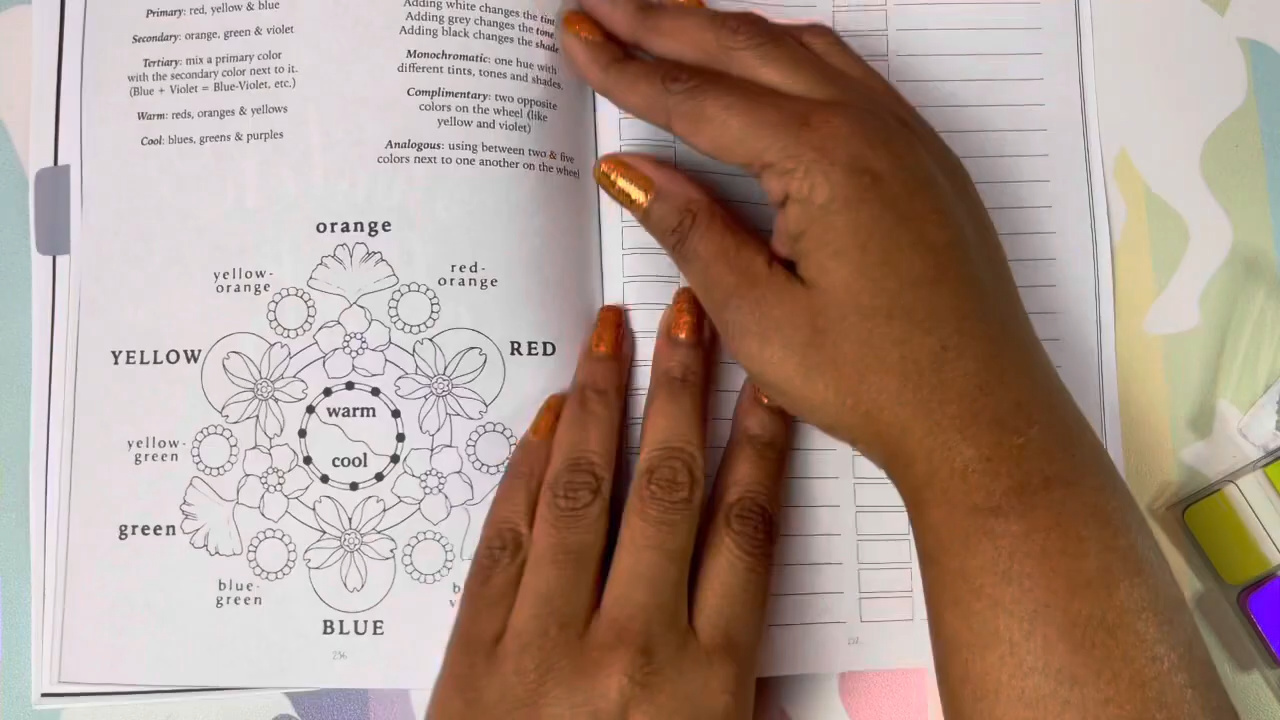 Primary: red, yellow & blue
Secondary: orange, green & violet
Tertiary: mix a primary color
with the secondary color next to it.
(Blue + Violet = Blue-Violet, etc.)
Warm: reds, oranges & yellows
Cool: blues, greens & purples
Adding white changes the tint.
Adding grey changes the tone.
Adding black changes the shade
Monochromatic: one hue with
different tints, tones and shades,
Complimentary: two opposite
colors on the wheel (like
yellow and violet)
Analogous: using between two & five
colors next to one another on the wheel
orange
yellow-
orange
red-
orange
YELLOW
RED
warm
cool
yellow-
green
green
blue-
green
b
v
BLUE
236